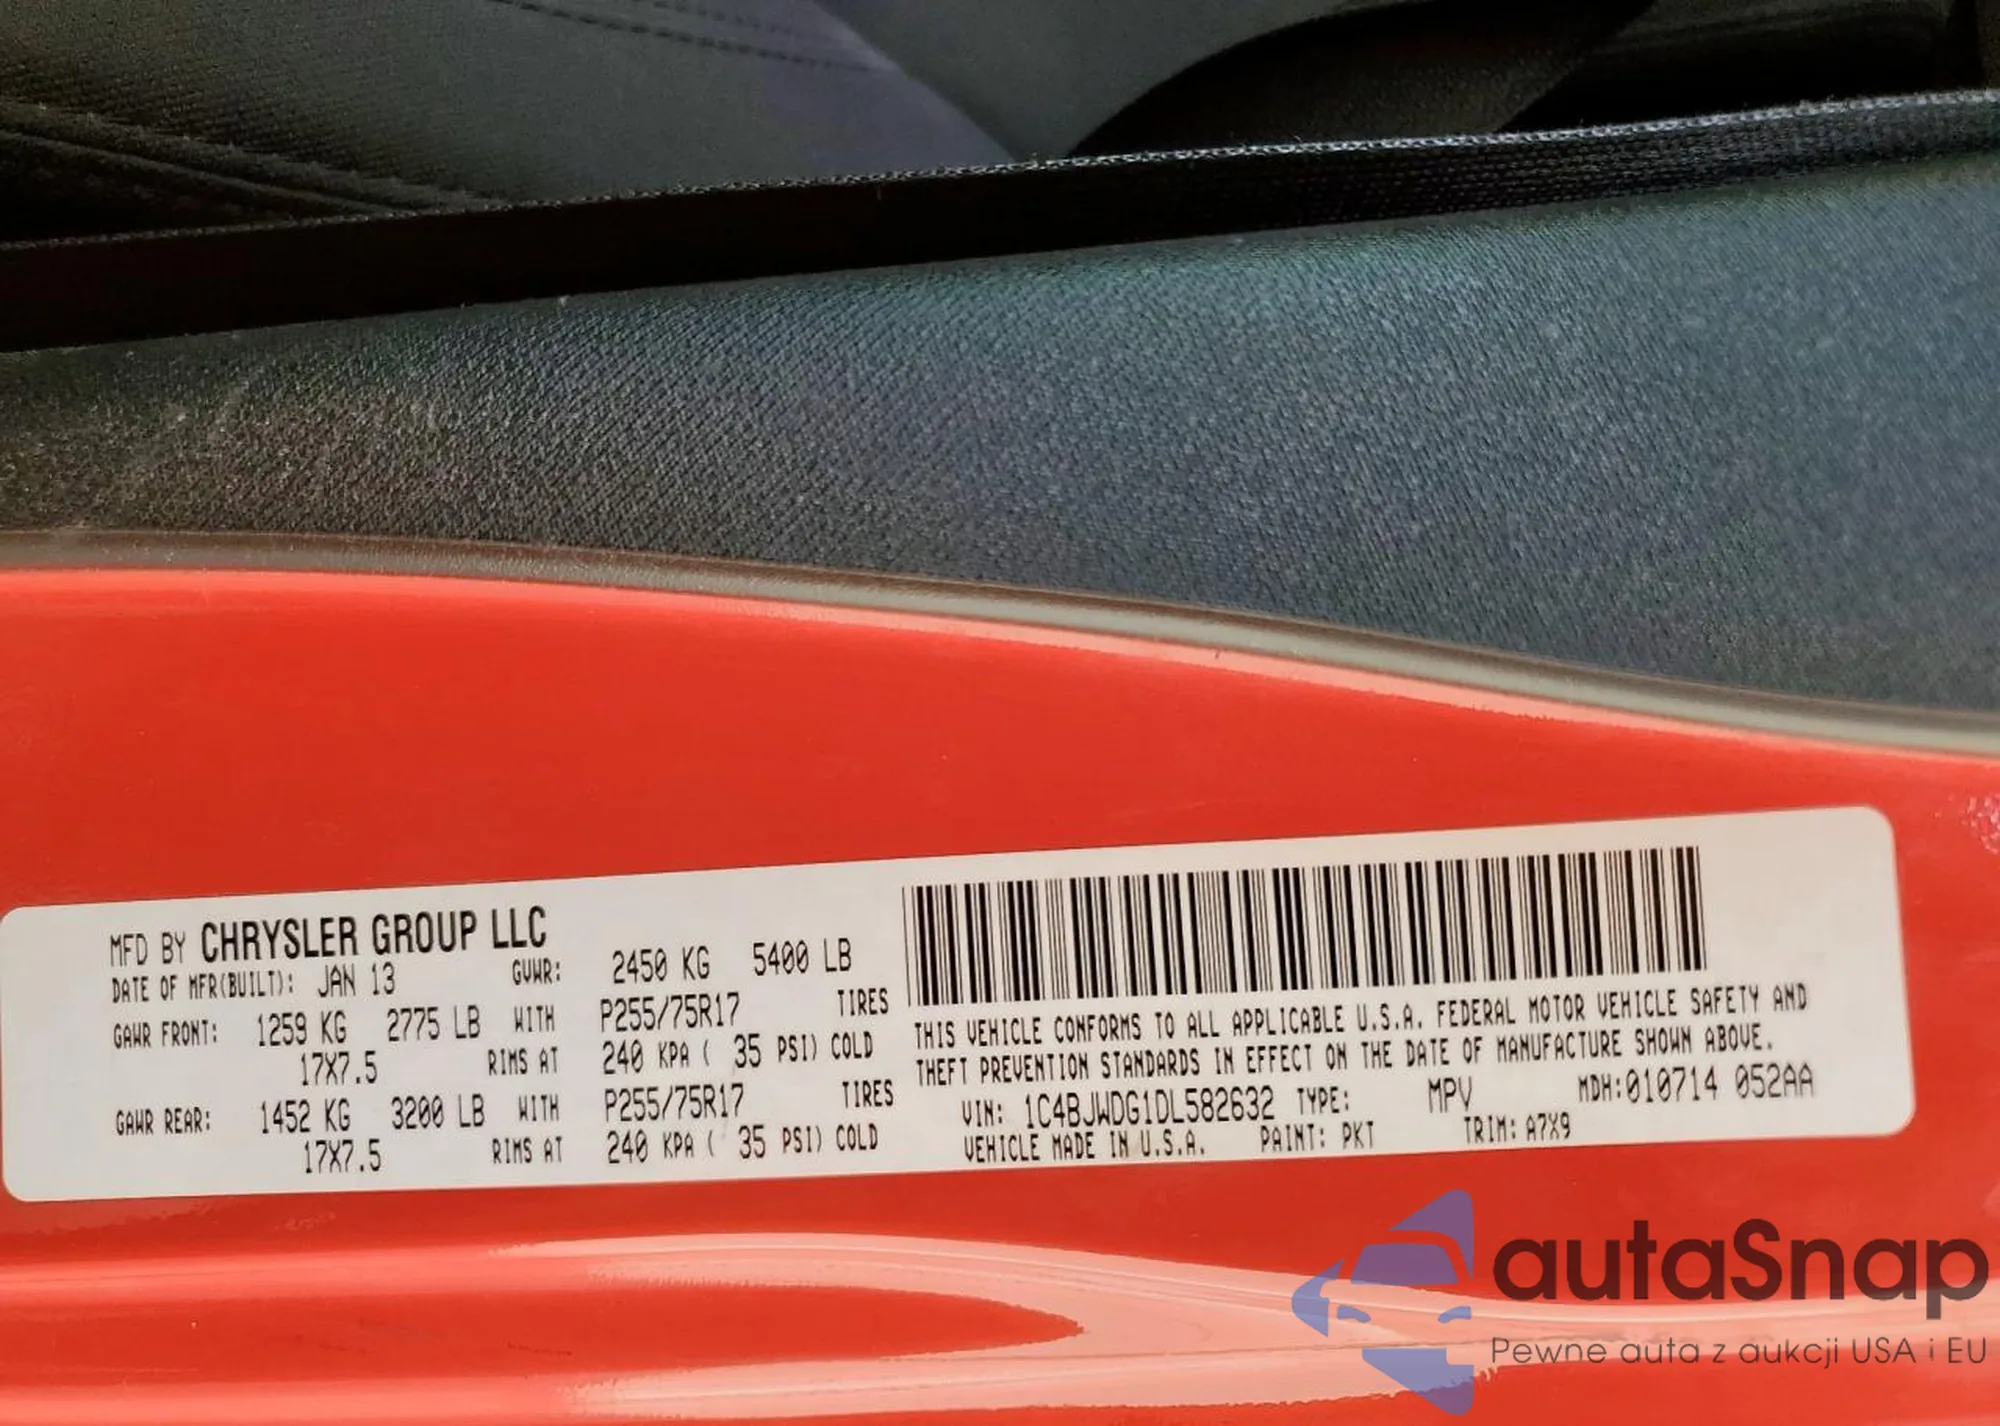 MFD BY CHRYSLER GROUP LLC
DATE OF MFR(BUILT): JAN 13 GVWR: 2450 KG 5400 LB
GAWR FRONT: 1259 KG 2775 LB WITH P255/75R17 TIRES
17X7.5 RIMS AT 240 KPA ( 35 PSI) COLD
GAWR REAR: 1452 KG 3200 LB WITH P255/75R17 TIRES
17X7.5 RIMS AT 240 KPA ( 35 PSI) COLD
THIS VEHICLE CONFORMS TO ALL APPLICABLE U.S.A. FEDERAL MOTOR VEHICLE SAFETY AND
THEFT PREVENTION STANDARDS IN EFFECT ON THE DATE OF MANUFACTURE SHOWN ABOVE.
VIN: 1C4BJWDG1DL582632 TYPE: MPV MDH:010714 052AA
VEHICLE MADE IN U.S.A. PAINT: PKT TRIM: A7X9
autaSnap
Pewne auta z aukcji USA i EU